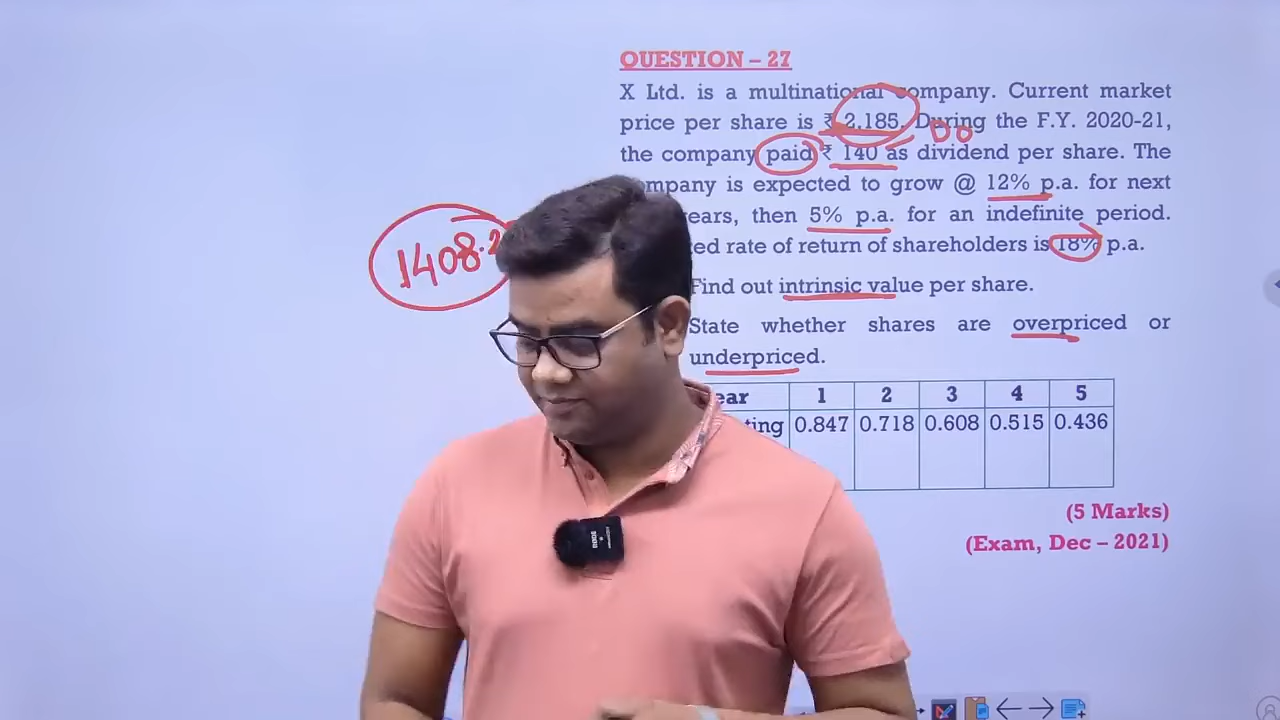 QUESTION – 27
X Ltd. is a multinational company. Current market
price per share is ₹ 2,185. During the F.Y. 2020-21,
D0
the company paid ₹ 140 as dividend per share. The
company is expected to grow @ 12% p.a. for next
years, then 5% p.a. for an indefinite period.
rate of return of shareholders is 18% p.a.
1408.2
Find out intrinsic value per share.
State whether shares are overpriced or
underpriced.
1 2 3 4 5
0.847 0.718 0.608 0.515 0.436
(5 Marks)
(Exam, Dec – 2021)
RODE